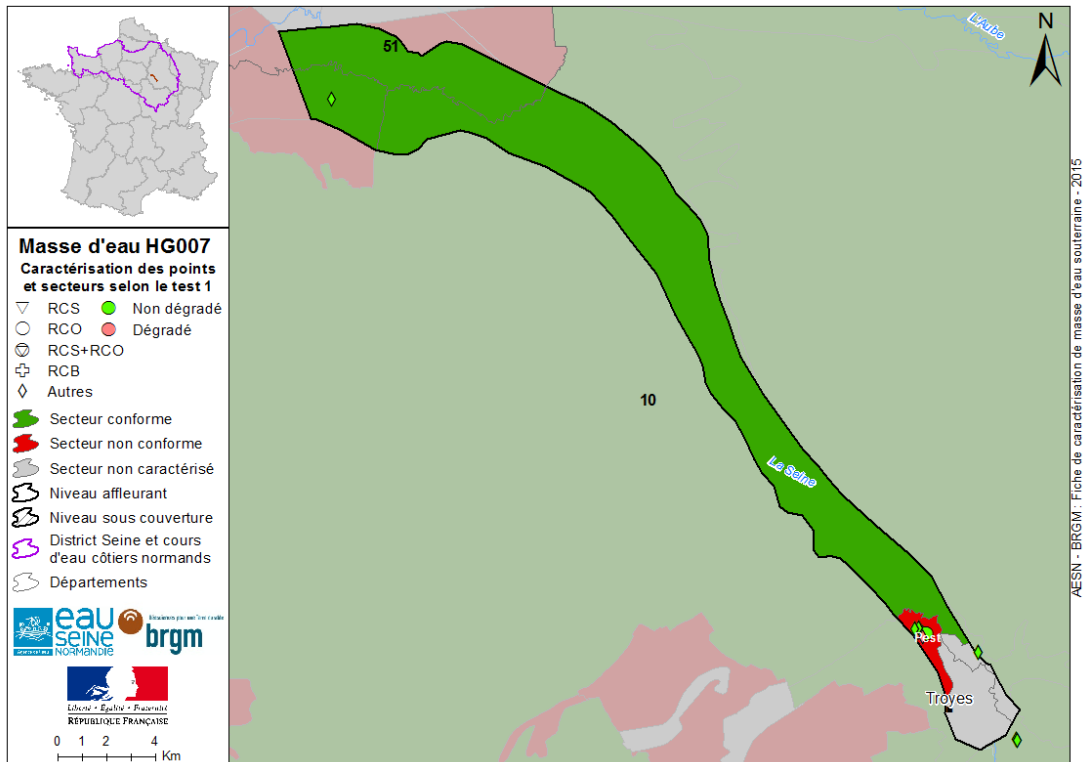 Masse d'eau HG007
Caractérisation des points
et secteurs selon le test 1
RCS
Non dégradé
RCO
Dégradé
RCS+RCO
RCB
Autres
Secteur conforme
Secteur non conforme
Secteur non caractérisé
Niveau affleurant
Niveau sous couverture
District Seine et cours
d'eau côtiers normands
Départements
eau
SEINE
NORMANDIE
brgm
Liberté • Égalité • Fraternité
RÉPUBLIQUE FRANÇAISE
0 1 2 4
Km
51
L'Aube
N
10
La Seine
Pest
Troyes
AESN - BRGM : Fiche de caractérisation de masse d'eau souterraine - 2015